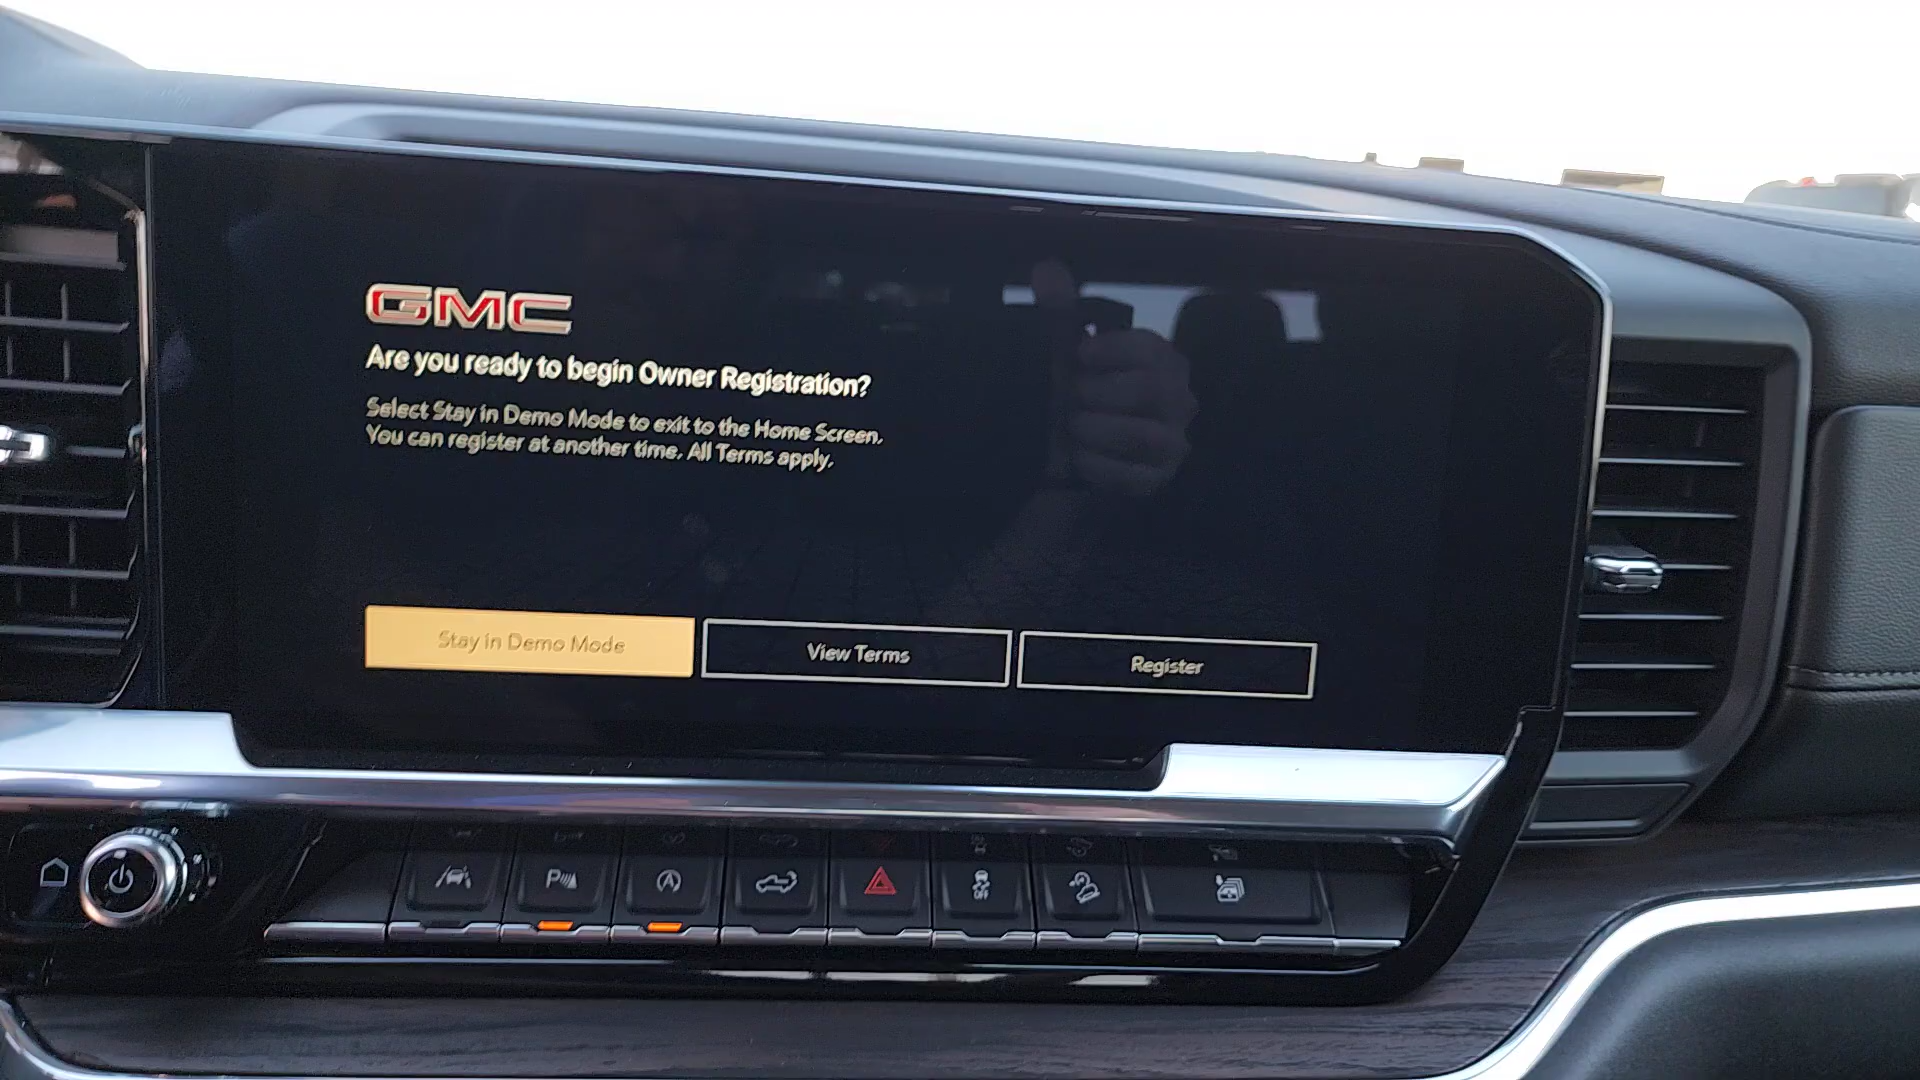 GMC
Are you ready to begin Owner Registration?
Select Stay in Demo Mode to exit to the Home Screen.
You can register at another time. All Terms apply.
Stay in Demo Mode
View Terms
Register
P
A
OFF